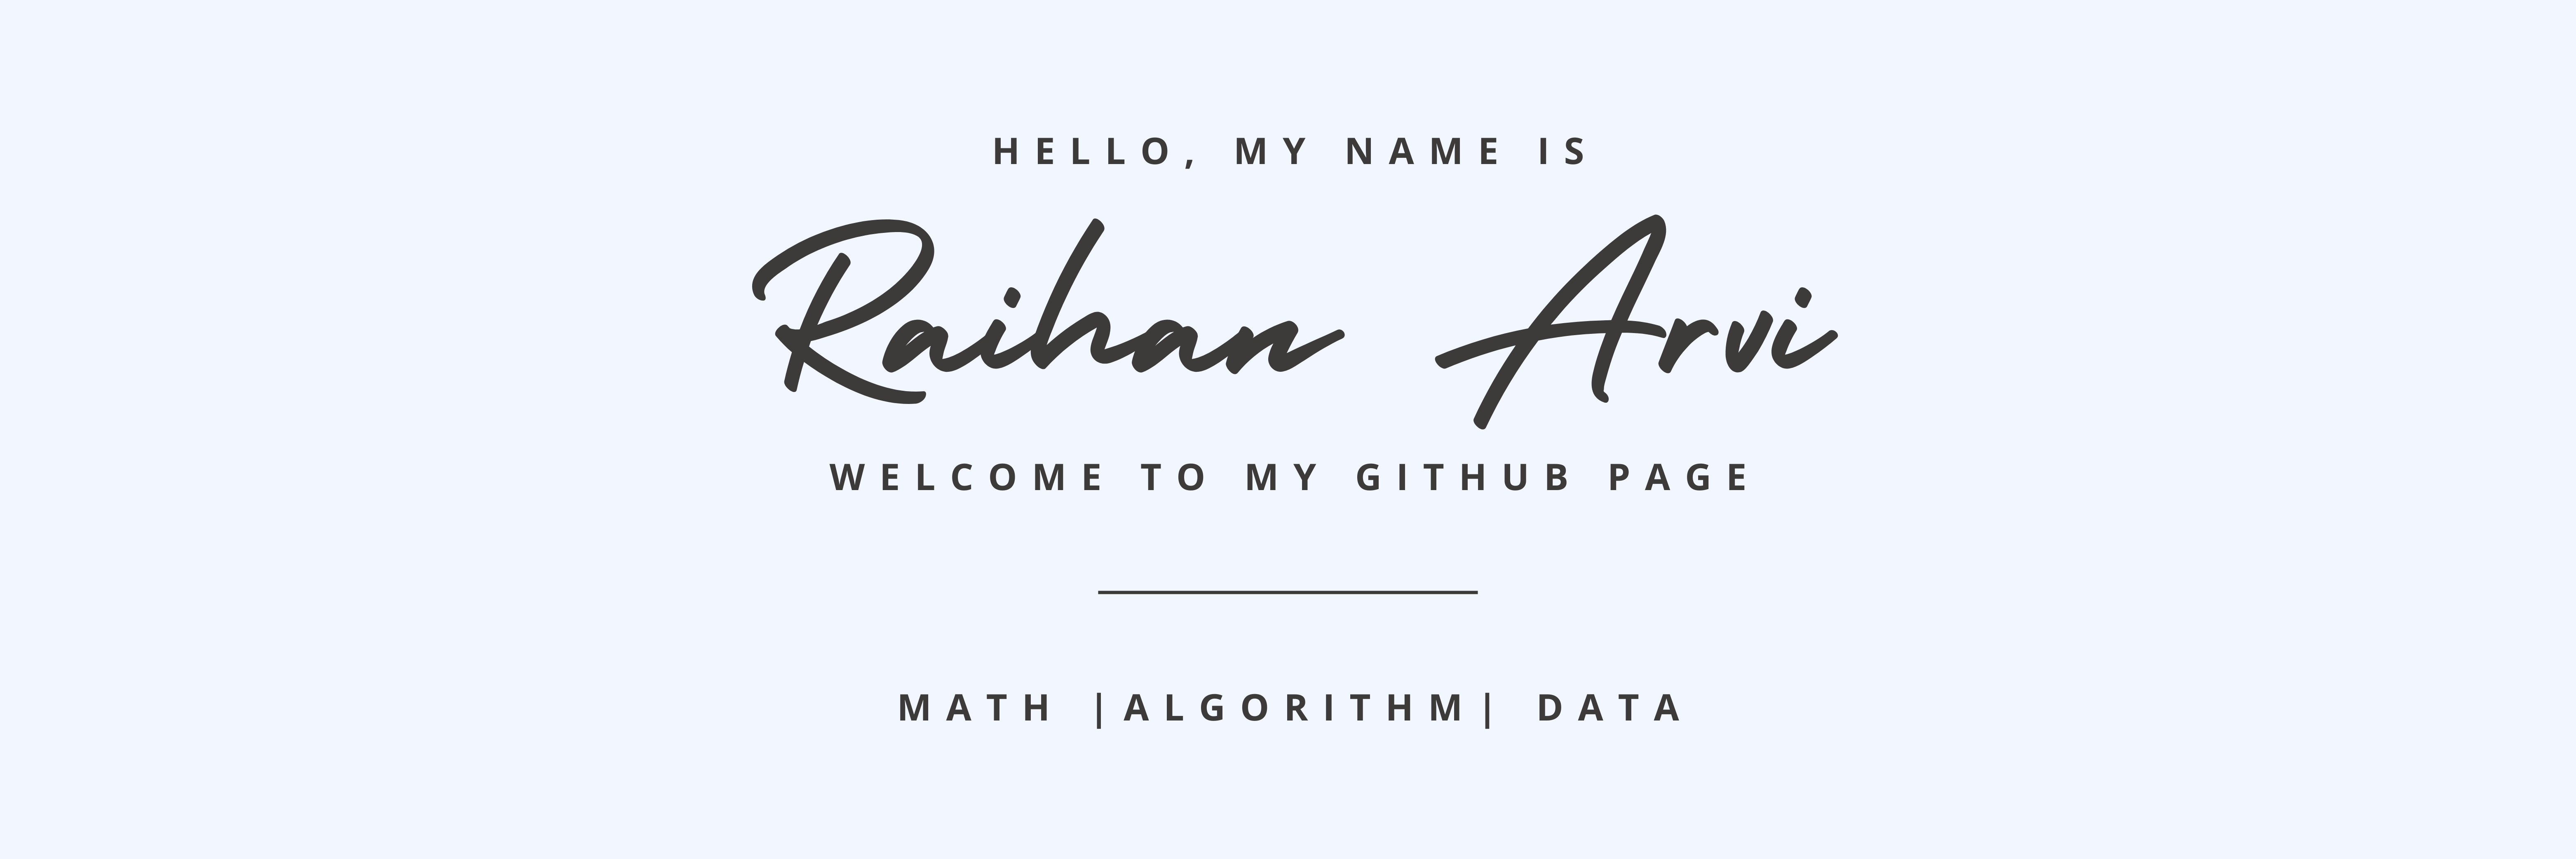 HELLO, MY NAME IS
Raihan Arvi
WELCOME TO MY GITHUB PAGE
MATH |ALGORITHM| DATA